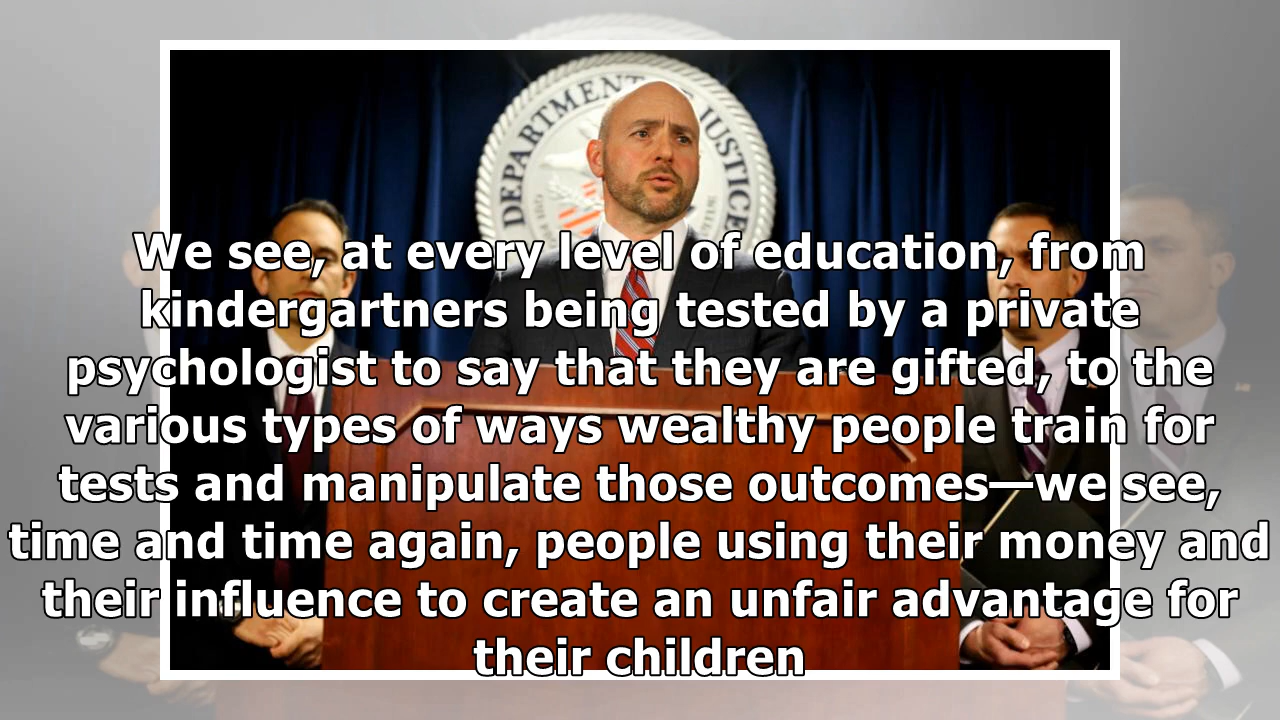 DEPARTMENT OF JUSTICE
We see, at every level of education, from
kindergartners being tested by a private
psychologist to say that they are gifted, to the
various types of ways wealthy people train for
tests and manipulate those outcomes—we see,
time and time again, people using their money and
their influence to create an unfair advantage for
their children